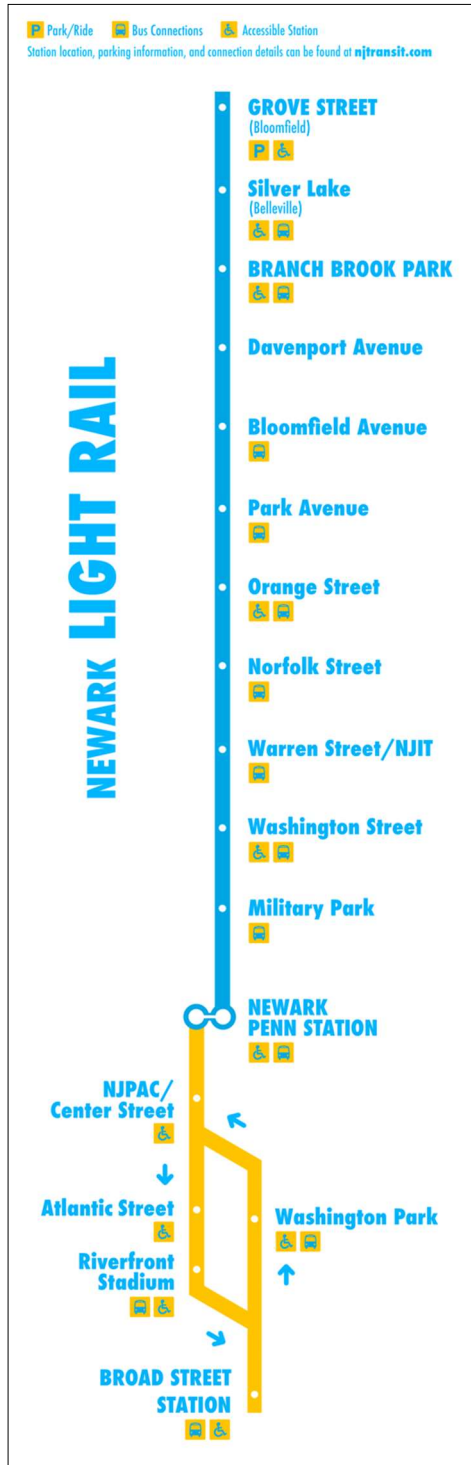 P Park/Ride Bus Connections Accessible Station
Station location, parking information, and connection details can be found at njtransit.com
NEWARK LIGHT RAIL
GROVE STREET
(Bloomfield)
P
Silver Lake
(Belleville)
BRANCH BROOK PARK
Davenport Avenue
Bloomfield Avenue
Park Avenue
Orange Street
Norfolk Street
Warren Street/NJIT
Washington Street
Military Park
NEWARK
PENN STATION
NJPAC/
Center Street
Atlantic Street
Washington Park
Riverfront
Stadium
BROAD STREET
STATION